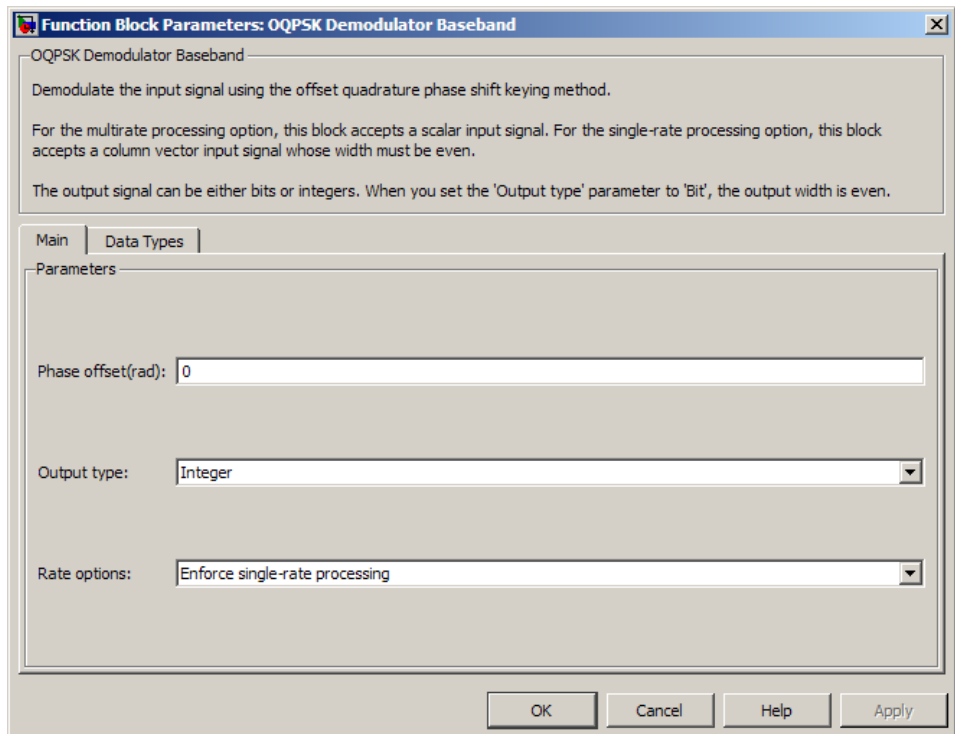 Function Block Parameters: OQPSK Demodulator Baseband
OQPSK Demodulator Baseband
Demodulate the input signal using the offset quadrature phase shift keying method.
For the multirate processing option, this block accepts a scalar input signal. For the single-rate processing option, this block
accepts a column vector input signal whose width must be even.
The output signal can be either bits or integers. When you set the 'Output type' parameter to 'Bit', the output width is even.
Main Data Types
Parameters
Phase offset(rad): 0
Output type: Integer
Rate options: Enforce single-rate processing
OK Cancel Help Apply